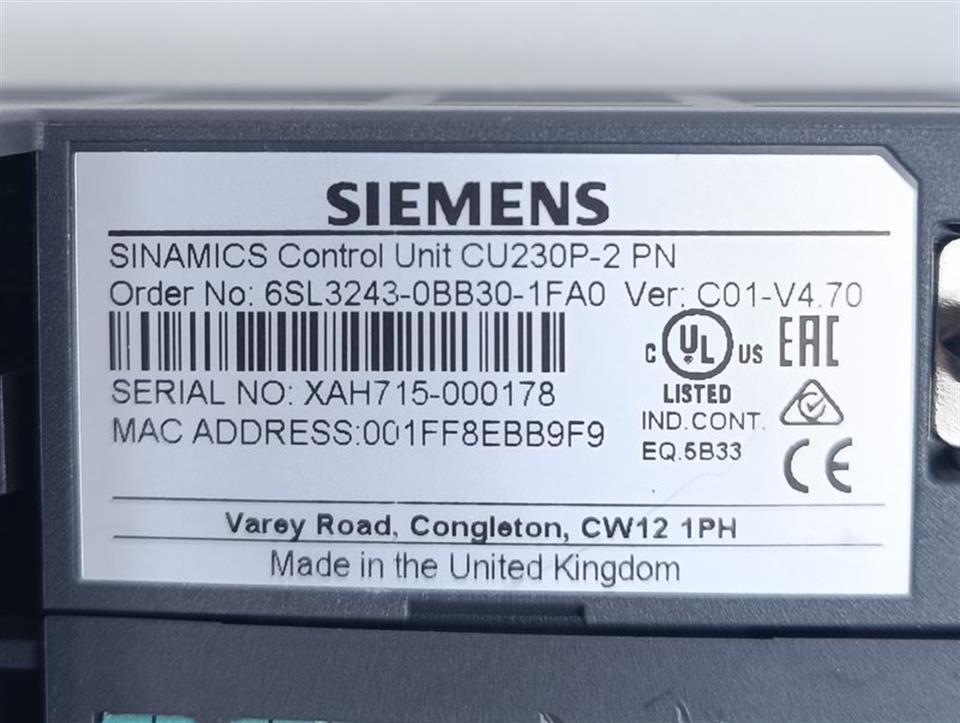 SIEMENS
SINAMICS Control Unit CU230P-2 PN
Order No: 6SL3243-0BB30-1FA0 Ver: C01-V4.70
C UL US EAC
LISTED
SERIAL NO: XAH715-000178
IND.CONT.
MAC ADDRESS:001FF8EBB9F9
EQ.5B33
CE
Varey Road, Congleton, CW12 1PH
Made in the United Kingdom